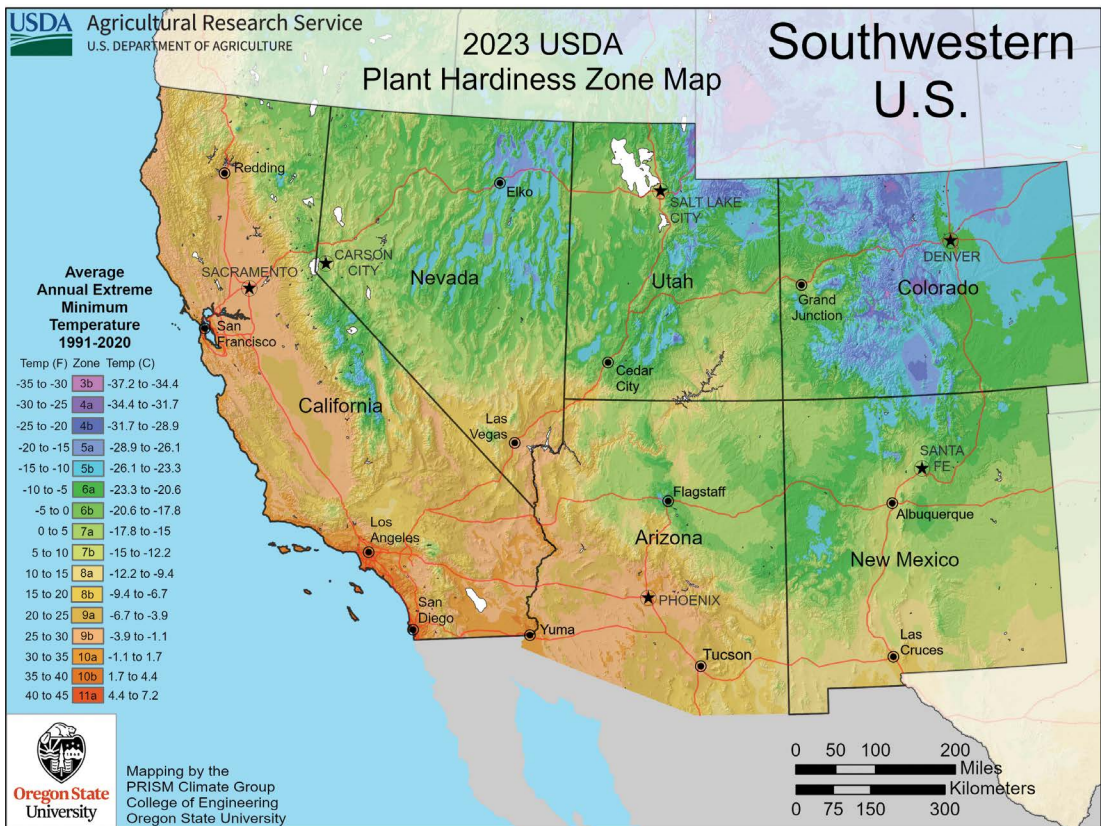 USDA
Agricultural Research Service
U.S. DEPARTMENT OF AGRICULTURE
2023 USDA
Plant Hardiness Zone Map
Southwestern
U.S.
Redding
Elko
SALT LAKE
CITY
CARSON
CITY
DENVER
SACRAMENTO
Nevada
Utah
Colorado
Grand
Junction
San
Francisco
Cedar
City
California
Las
Vegas
SANTA
FE
Flagstaff
Albuquerque
Los
Angeles
Arizona
New Mexico
PHOENIX
San
Diego
Yuma
Las
Cruces
Tucson
Average
Annual Extreme
Minimum
Temperature
1991-2020
Temp (F) Zone Temp (C)
-35 to -30 3b -37.2 to -34.4
-30 to -25 4a -34.4 to -31.7
-25 to -20 4b -31.7 to -28.9
-20 to -15 5a -28.9 to -26.1
-15 to -10 5b -26.1 to -23.3
-10 to -5 6a -23.3 to -20.6
-5 to 0 6b -20.6 to -17.8
0 to 5 7a -17.8 to -15
5 to 10 7b -15 to -12.2
10 to 15 8a -12.2 to -9.4
15 to 20 8b -9.4 to -6.7
20 to 25 9a -6.7 to -3.9
25 to 30 9b -3.9 to -1.1
30 to 35 10a -1.1 to 1.7
35 to 40 10b 1.7 to 4.4
40 to 45 11a 4.4 to 7.2
Oregon State
University
Mapping by the
PRISM Climate Group
College of Engineering
Oregon State University
0 50 100 200
Miles
Kilometers
0 75 150 300